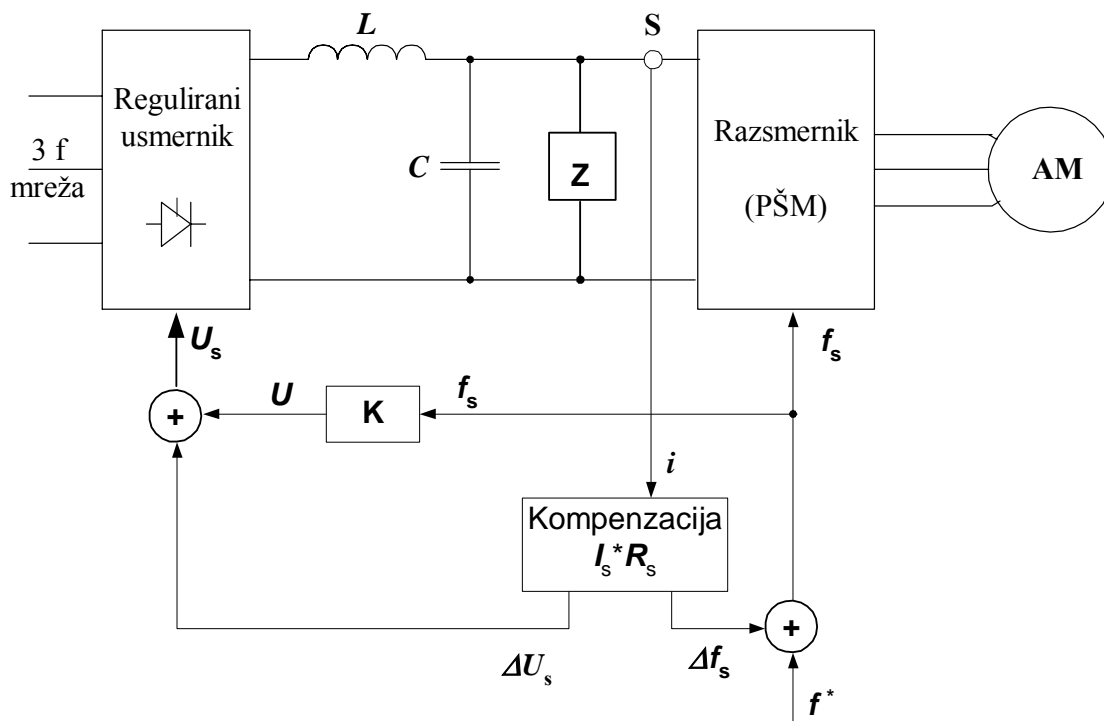 L
S
Regulirani
usmernik
3 f
mreža
C
Z
Razsmernik
(PŠM)
AM
Us
fs
U
K
fs
+
i
Kompenzacija
Is*Rs
+
ΔUs
Δfs
f*